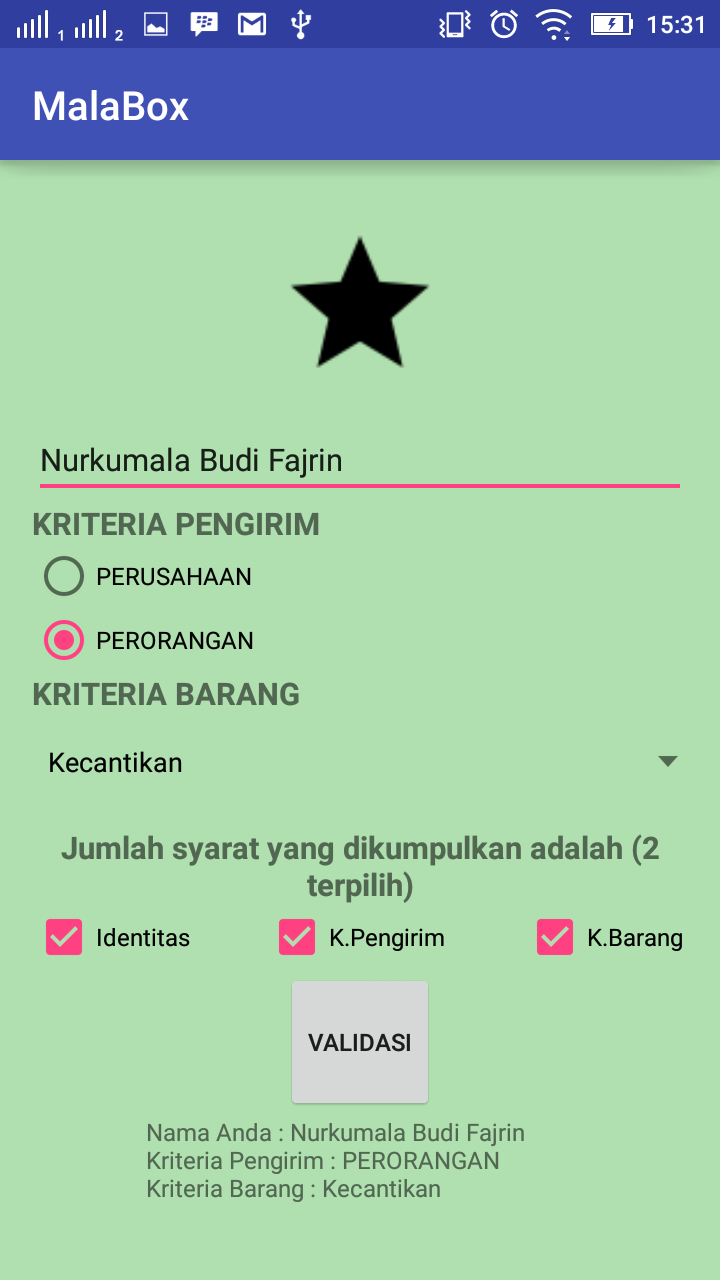 1 2 15:31
MalaBox
Nurkumala Budi Fajrin
KRITERIA PENGIRIM
PERUSAHAAN
PERORANGAN
KRITERIA BARANG
Kecantikan
Jumlah syarat yang dikumpulkan adalah (2
terpilih)
Identitas K.Pengirim K.Barang
VALIDASI
Nama Anda : Nurkumala Budi Fajrin
Kriteria Pengirim : PERORANGAN
Kriteria Barang : Kecantikan